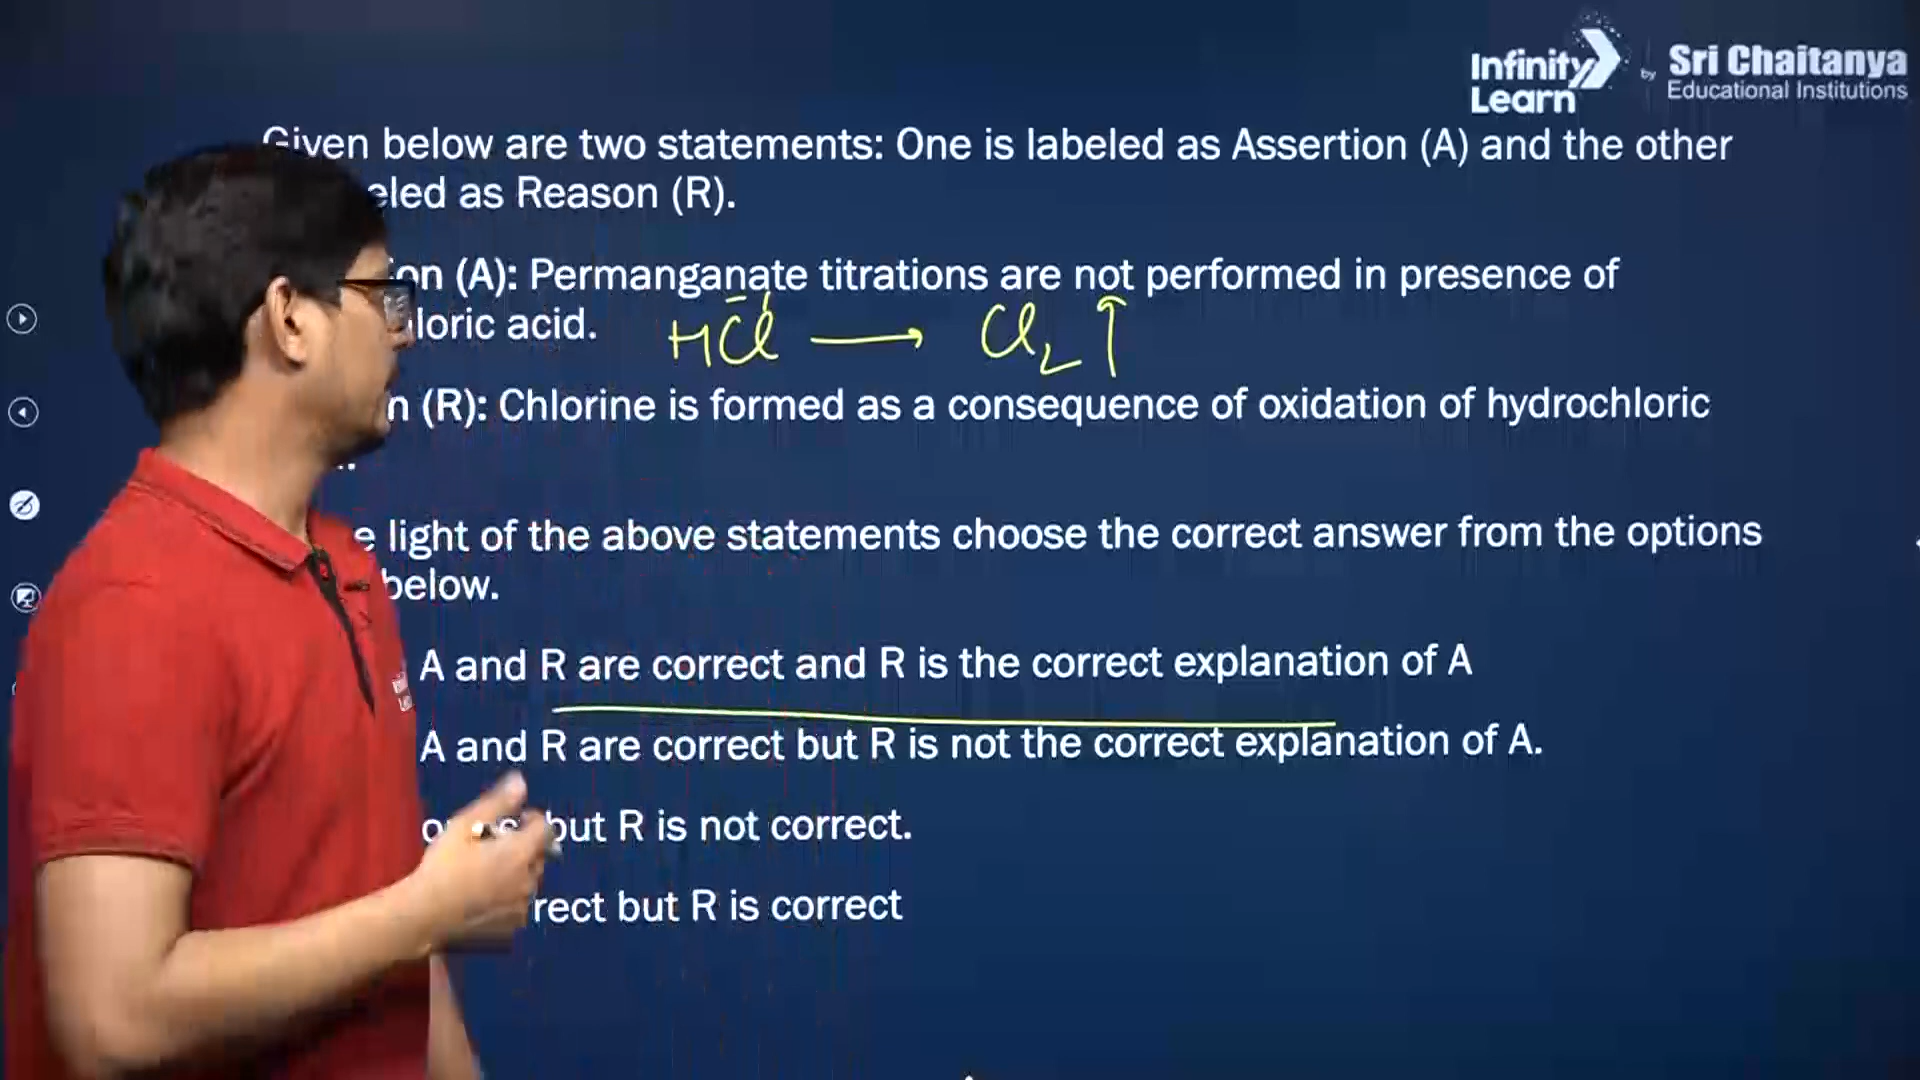 Infinity Learn by Sri Chaitanya Educational Institutions
Given below are two statements: One is labeled as Assertion (A) and the other
eled as Reason (R).
ion (A): Permanganate titrations are not performed in presence of
loric acid. HCl → Cl2 ↑
n (R): Chlorine is formed as a consequence of oxidation of hydrochloric
e light of the above statements choose the correct answer from the options
below.
A and R are correct and R is the correct explanation of A
A and R are correct but R is not the correct explanation of A.
but R is not correct.
rect but R is correct